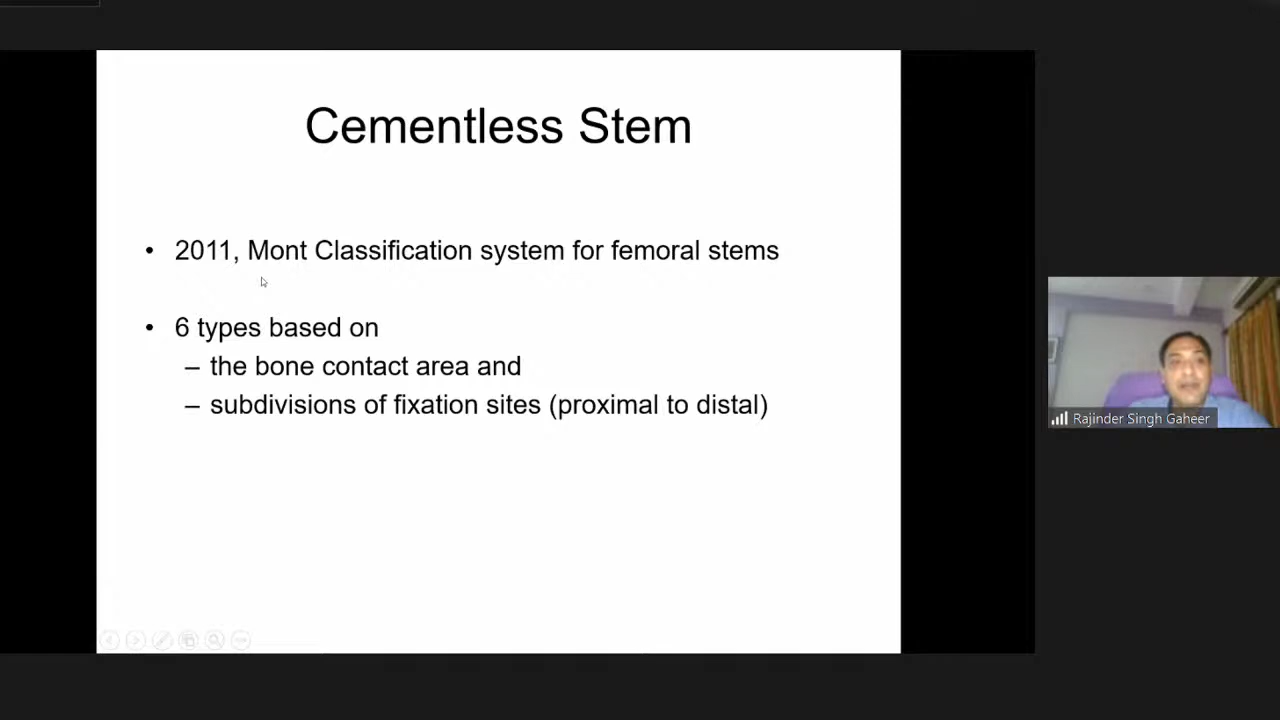 Cementless Stem
• 2011, Mont Classification system for femoral stems
• 6 types based on
– the bone contact area and
– subdivisions of fixation sites (proximal to distal)
Rajinder Singh Gaheer